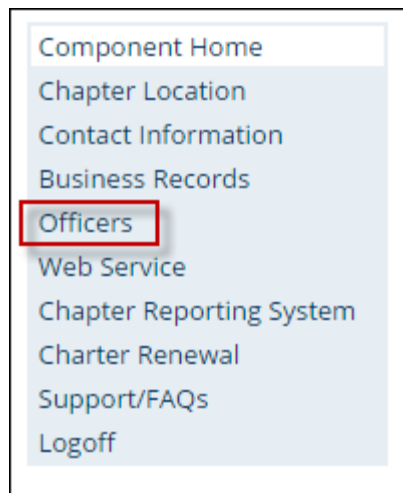 Component Home
Chapter Location
Contact Information
Business Records
Officers
Web Service
Chapter Reporting System
Charter Renewal
Support/FAQs
Logoff